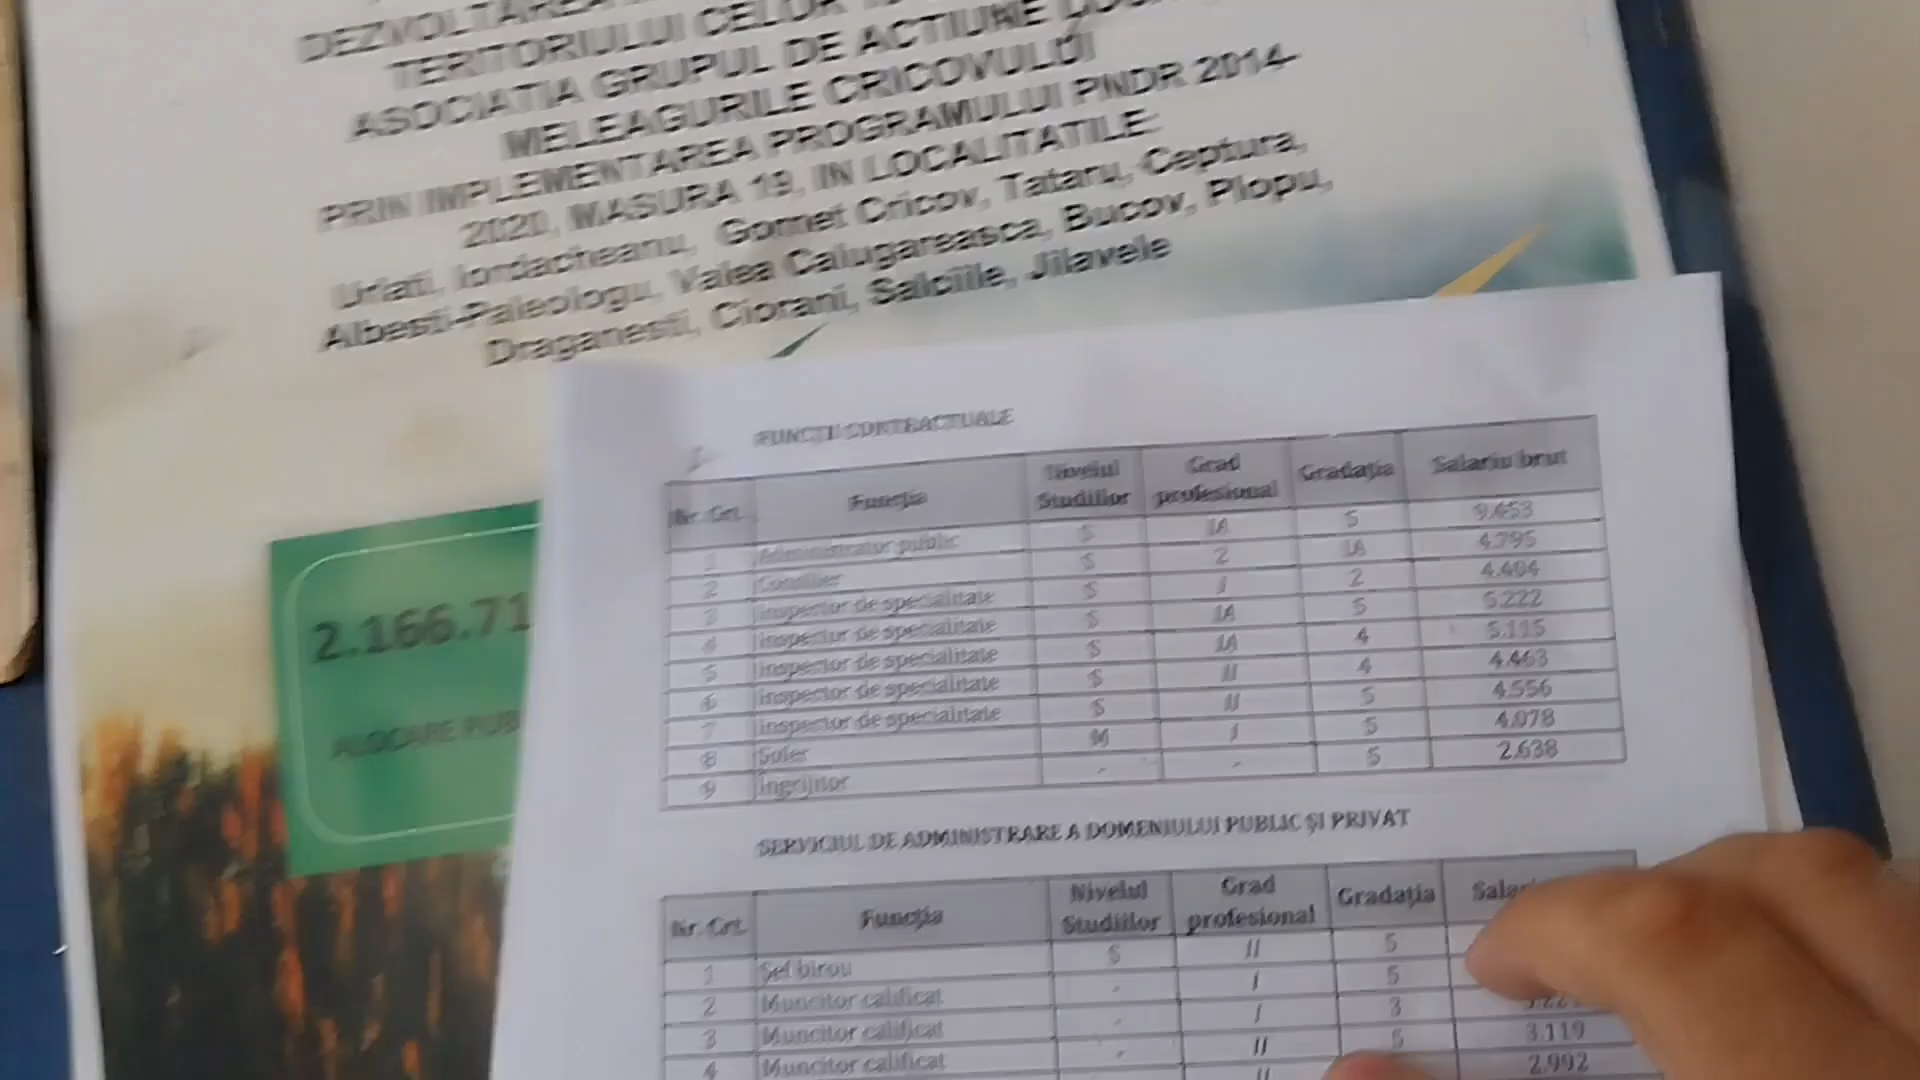 DEZVOLTAREA
TERITORIULUI CELOR
ASOCIATIA GRUPUL DE ACTIUNE
MELEAGURILE CRICOVULUI
PRIN IMPLEMENTAREA PROGRAMULUI PNDR 2014-
2020, MASURA 19, IN LOCALITATILE:
Urlati, Iordacheanu, Gornet Cricov, Tataru, Ceptura,
Albesti-Paleologu, Valea Calugareasca, Bucov, Plopu,
Draganesti, Ciorani, Salciile, Jilavele
2.166.71
ALOCARE PUB
FUNCȚII CONTRACTUALE
Nr. Crt. Funcția Nivelul Studiilor Grad profesional Gradația Salariu brut
1 Administrator public S IA 5 9.653
2 Consilier S 2 IA 4.795
3 Inspector de specialitate S I 2 4.404
4 Inspector de specialitate S IA 5 5.222
5 Inspector de specialitate S IA 4 5.115
6 Inspector de specialitate S II 4 4.463
7 Inspector de specialitate S II 5 4.556
8 Șofer M I 5 4.078
9 Îngrijitor - - 5 2.638
SERVICIUL DE ADMINISTRARE A DOMENIULUI PUBLIC ȘI PRIVAT
Nr. Crt. Funcția Nivelul Studiilor Grad profesional Gradația
1 Șef birou S II 5
2 Muncitor calificat - I 5
3 Muncitor calificat - I 3 3.119
4 Muncitor calificat - II 5 2.992
II